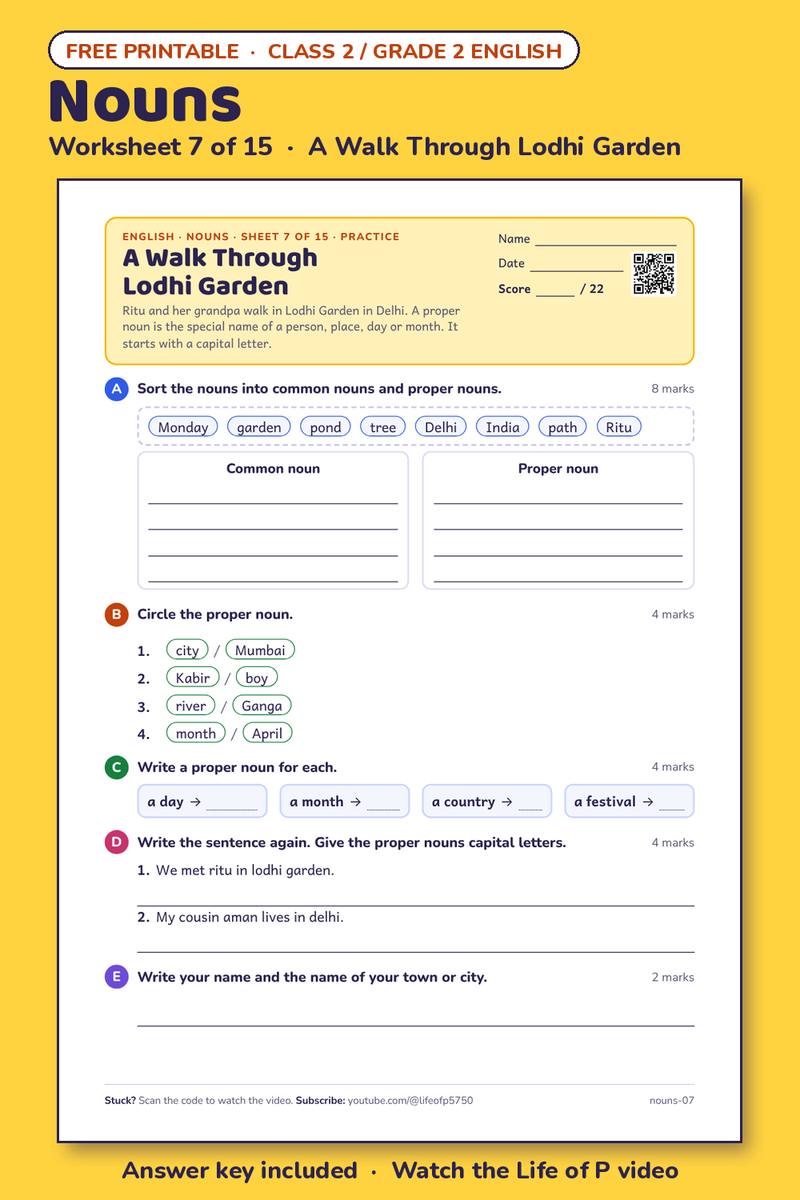 FREE PRINTABLE · CLASS 2 / GRADE 2 ENGLISH
Nouns
Worksheet 7 of 15 · A Walk Through Lodhi Garden
ENGLISH · NOUNS · SHEET 7 OF 15 · PRACTICE
A Walk Through
Lodhi Garden
Ritu and her grandpa walk in Lodhi Garden in Delhi. A proper
noun is the special name of a person, place, day or month. It
starts with a capital letter.
Name
Date
Score ______ / 22
A Sort the nouns into common nouns and proper nouns. 8 marks
Monday garden pond tree Delhi India path Ritu
Common noun Proper noun
B Circle the proper noun. 4 marks
1. city / Mumbai
2. Kabir / boy
3. river / Ganga
4. month / April
C Write a proper noun for each. 4 marks
a day → ______ a month → ______ a country → ______ a festival → ______
D Write the sentence again. Give the proper nouns capital letters. 4 marks
1. We met ritu in lodhi garden.
2. My cousin aman lives in delhi.
E Write your name and the name of your town or city. 2 marks
Stuck? Scan the code to watch the video. Subscribe: youtube.com/@lifeofp5750 nouns-07
Answer key included · Watch the Life of P video